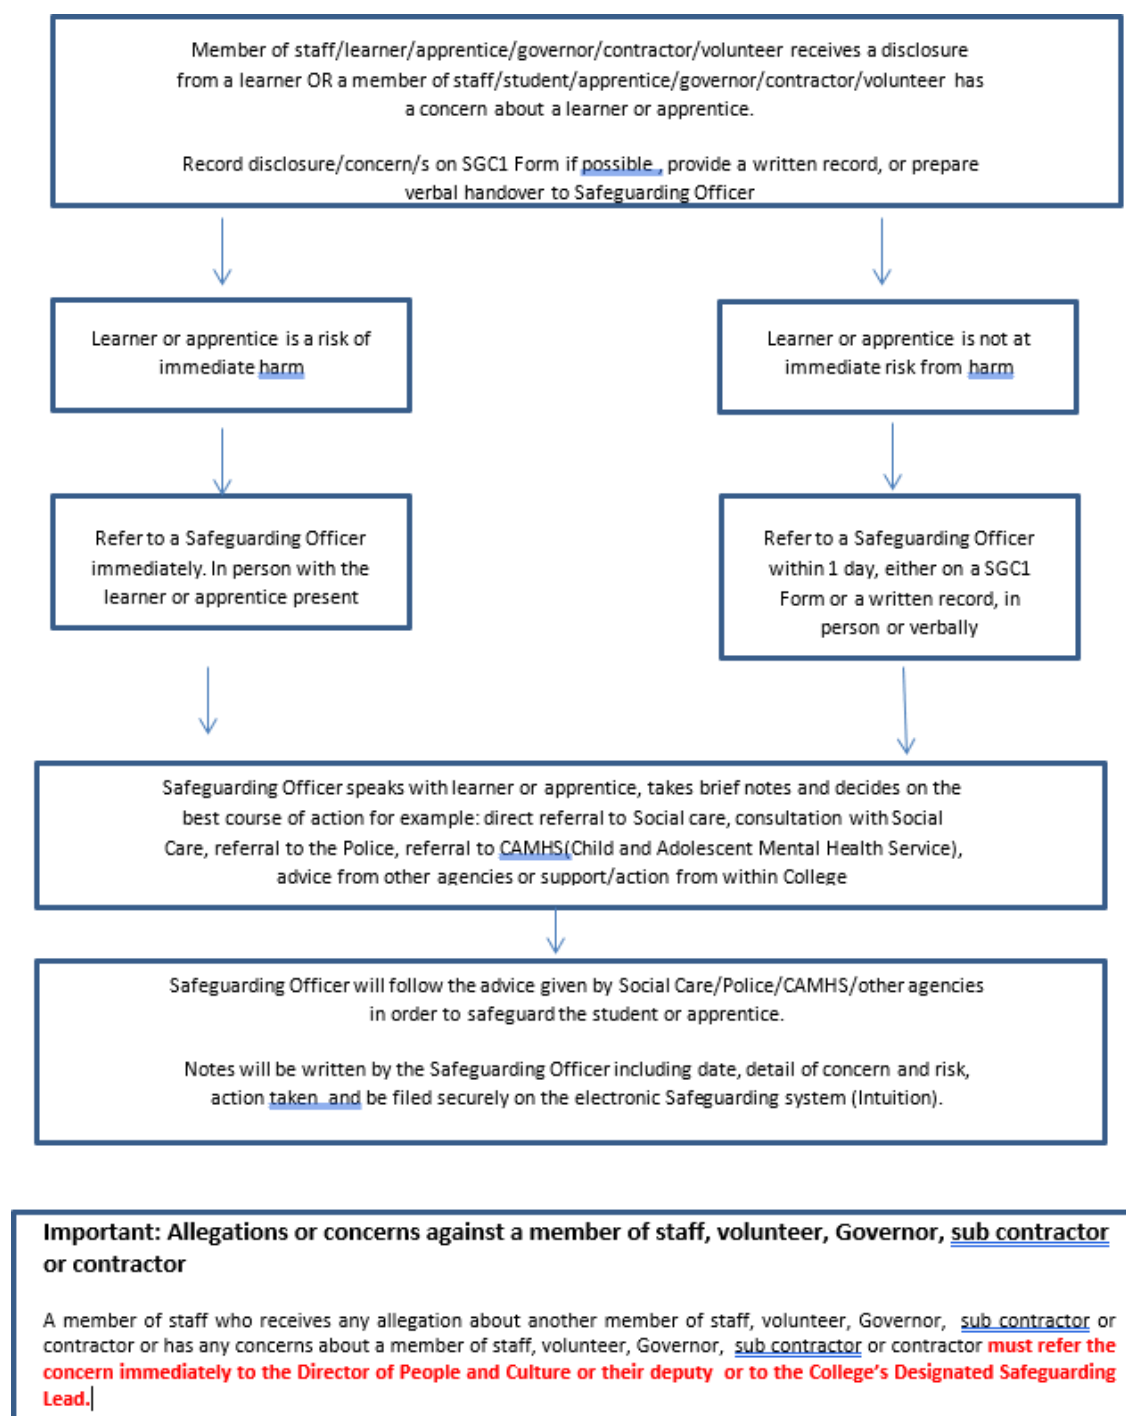 Member of staff/learner/apprentice/governor/contractor/volunteer receives a disclosure
from a learner OR a member of staff/student/apprentice/governor/contractor/volunteer has
a concern about a learner or apprentice.
Record disclosure/concern/s on SGC1 Form if possible , provide a written record, or prepare
verbal handover to Safeguarding Officer
Learner or apprentice is a risk of
immediate harm
Learner or apprentice is not at
immediate risk from harm
Refer to a Safeguarding Officer
immediately. In person with the
learner or apprentice present
Refer to a Safeguarding Officer
within 1 day, either on a SGC1
Form or a written record, in
person or verbally
Safeguarding Officer speaks with learner or apprentice, takes brief notes and decides on the
best course of action for example: direct referral to Social care, consultation with Social
Care, referral to the Police, referral to CAMHS(Child and Adolescent Mental Health Service),
advice from other agencies or support/action from within College
Safeguarding Officer will follow the advice given by Social Care/Police/CAMHS/other agencies
in order to safeguard the student or apprentice.
Notes will be written by the Safeguarding Officer including date, detail of concern and risk,
action taken  and be filed securely on the electronic Safeguarding system (Intuition).
Important: Allegations or concerns against a member of staff, volunteer, Governor, sub contractor
or contractor
A member of staff who receives any allegation about another member of staff, volunteer, Governor, sub contractor or
contractor or has any concerns about a member of staff, volunteer, Governor, sub contractor or contractor must refer the
concern immediately to the Director of People and Culture or their deputy  or to the College's Designated Safeguarding
Lead.